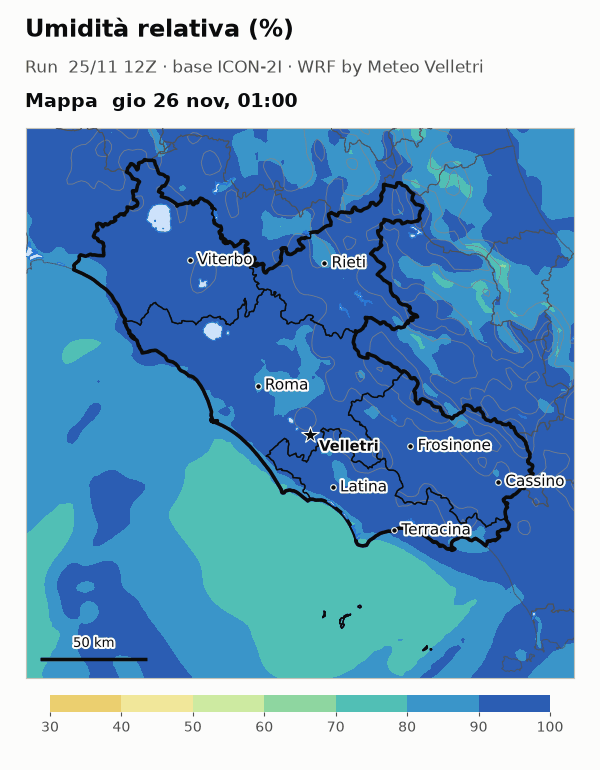 Umidità relativa (%)
Run  25/11 12Z · base ICON-2I · WRF by Meteo Velletri
Mappa  gio 26 nov, 01:00
Viterbo
Rieti
Roma
Velletri
Frosinone
Cassino
Latina
Terracina
50 km
30 40 50 60 70 80 90 100